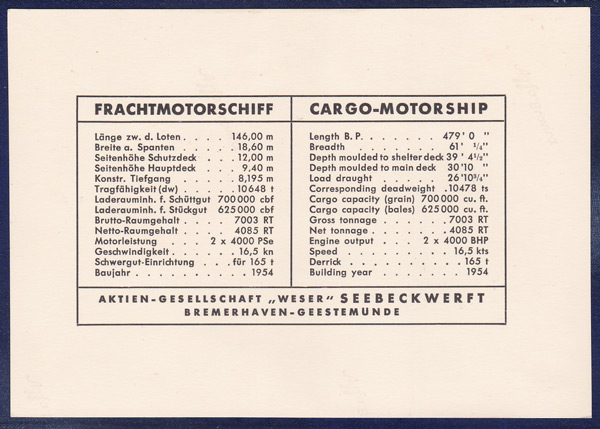 FRACHTMOTORSCHIFF
Länge zw. d. Loten . . . . 146,00 m
Breite a. Spanten . . . . . 18,60 m
Seitenhöhe Schutzdeck . . . 12,00 m
Seitenhöhe Hauptdeck . . . 9,40 m
Konstr. Tiefgang . . . . . 8,195 m
Tragfähigkeit (dw) . . . . 10648 t
Laderauminh. f. Schüttgut 700000 cbf
Laderauminh. f. Stückgut 625000 cbf
Brutto-Raumgehalt . . . 7003 RT
Netto-Raumgehalt . . . . 4085 RT
Motorleistung . . . 2 x 4000 PSe
Geschwindigkeit . . . . . . 16,5 kn
Schwergut-Einrichtung . . . für 165 t
Baujahr . . . . . . . . . . 1954
CARGO-MOTORSHIP
Length B. P. . . . . . . 479' 0 "
Breadth . . . . . . . . 61' 1/4"
Depth moulded to shelter deck 39' 4 1/2"
Depth moulded to main deck 30'10 "
Load draught . . . . . 26'10 3/4"
Corresponding deadweight .10478 ts
Cargo capacity (grain) 700000 cu. ft.
Cargo capacity (bales) 625000 cu. ft.
Gross tonnage . . . . . 7003 RT
Net tonnage . . . . . . 4085 RT
Engine output . . . 2 x 4000 BHP
Speed . . . . . . . . . 16,5 kts
Derrick . . . . . . . . . 165 t
Building year . . . . . . . 1954
AKTIEN-GESELLSCHAFT „WESER" SEEBECKWERFT
BREMERHAVEN-GEESTEMÜNDE